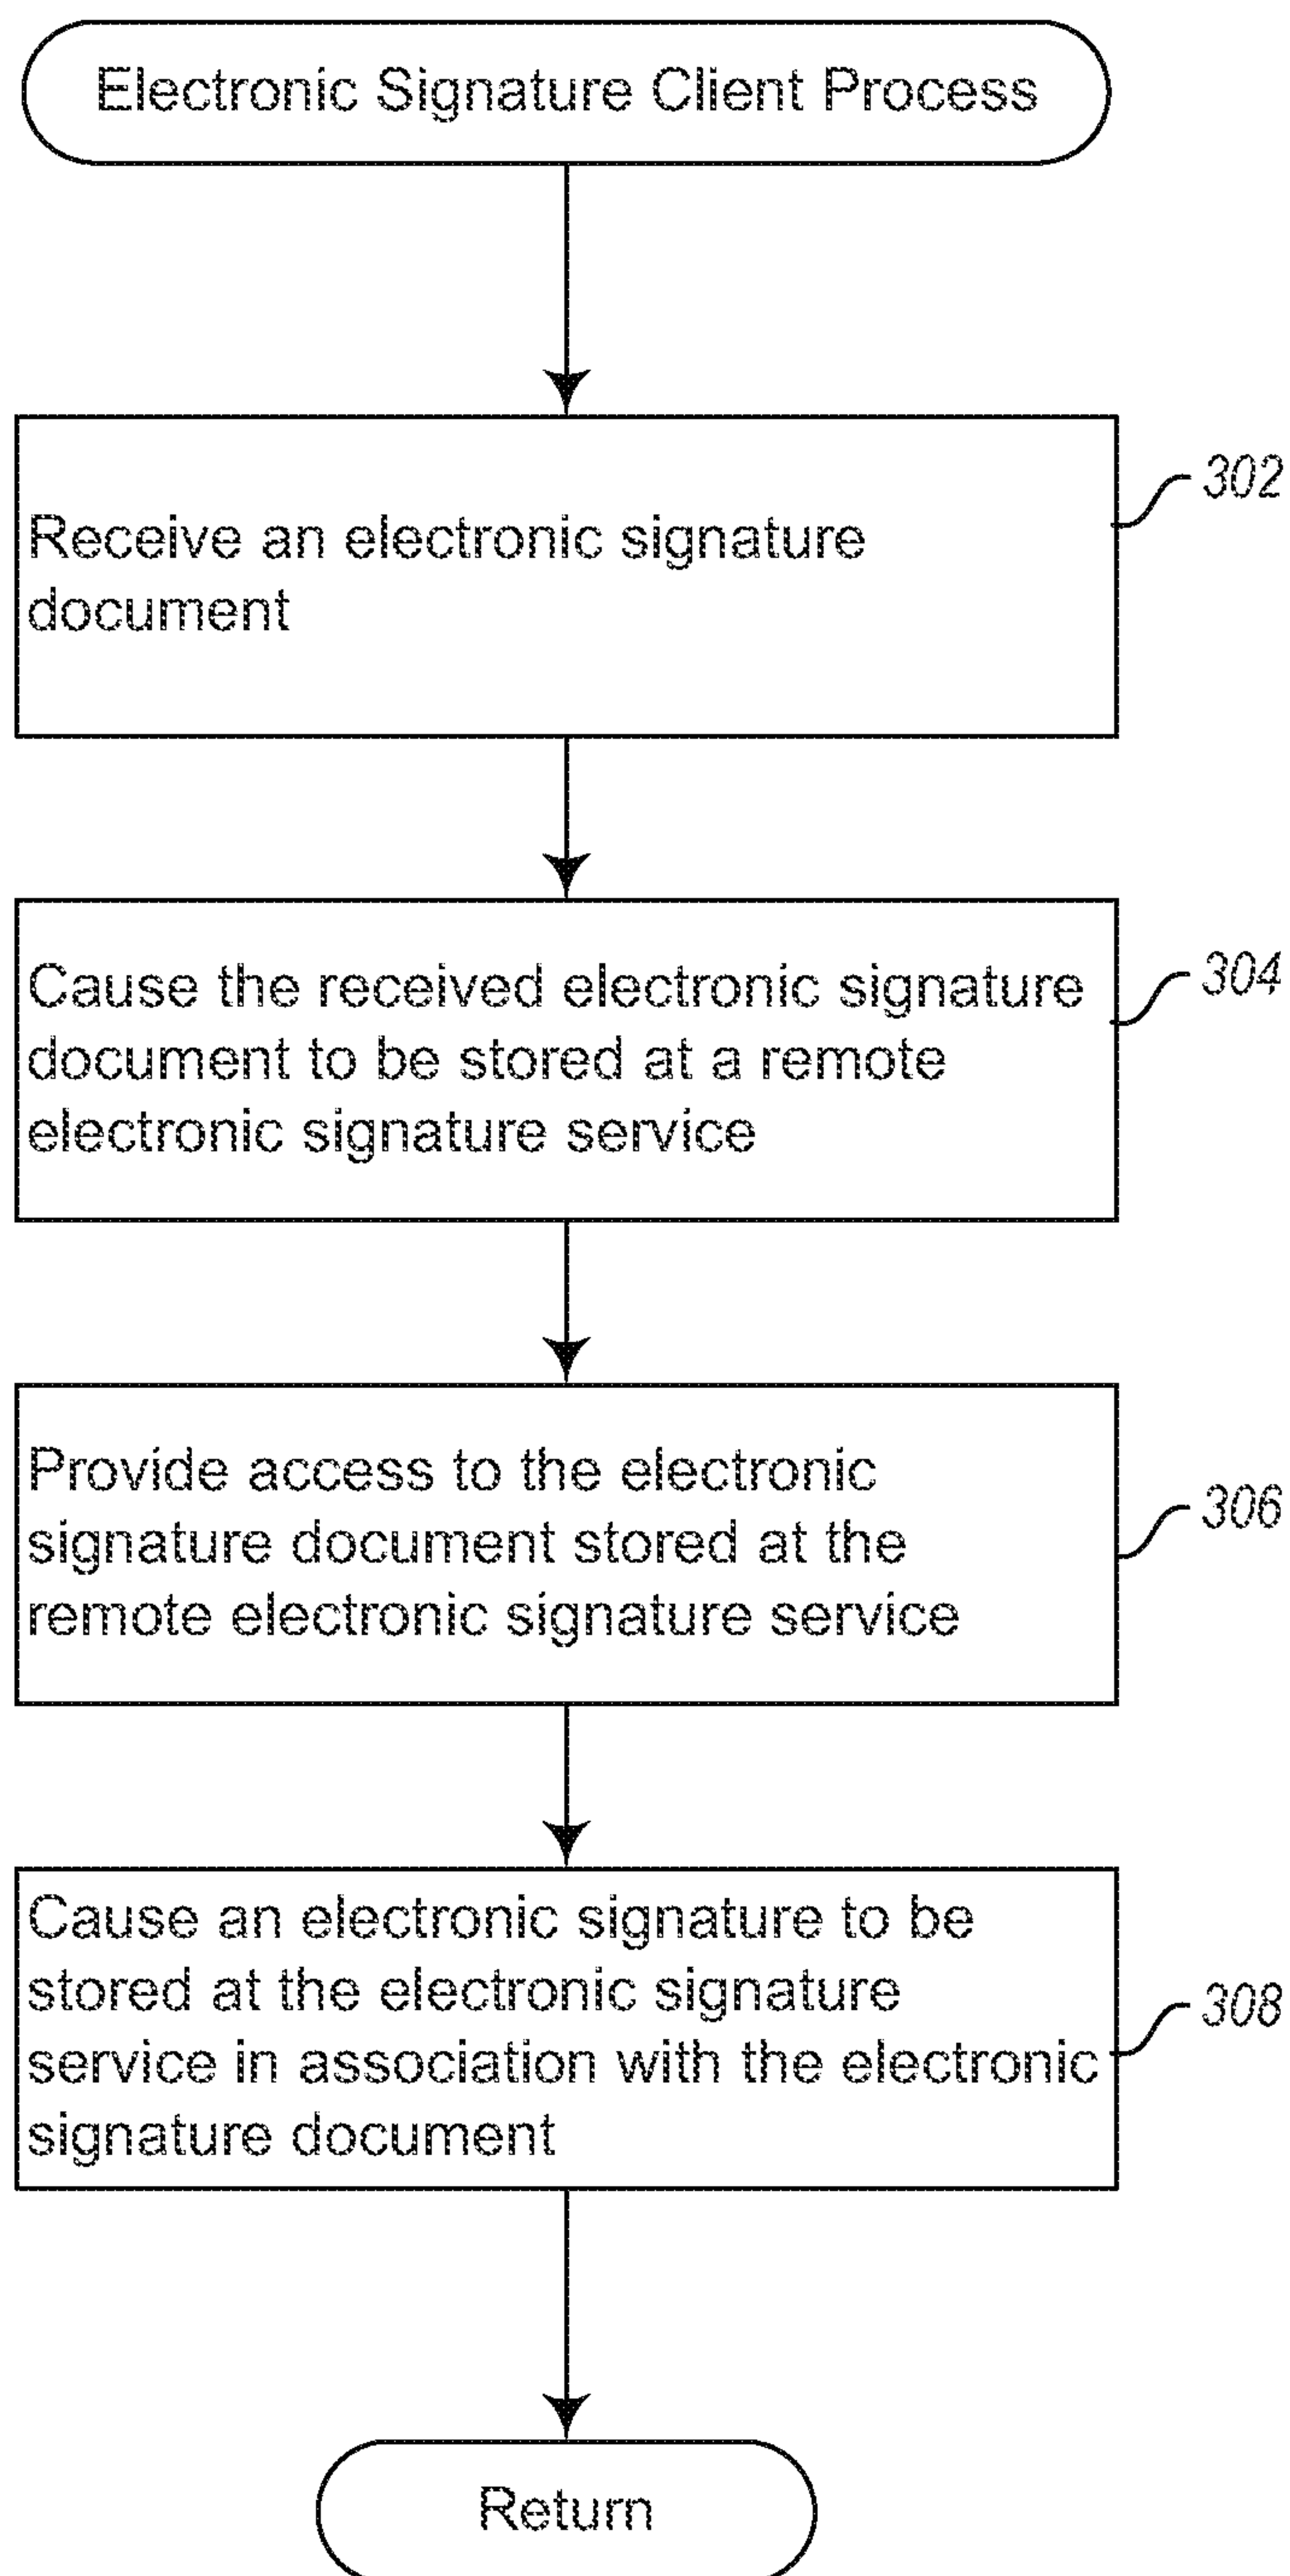 Electronic Signature Client Process
302
Receive an electronic signature
document
304
Cause the received electronic signature
document to be stored at a remote
electronic signature service
306
Provide access to the electronic
signature document stored at the
remote electronic signature service
308
Cause an electronic signature to be
stored at the electronic signature
service in association with the electronic
signature document
Return